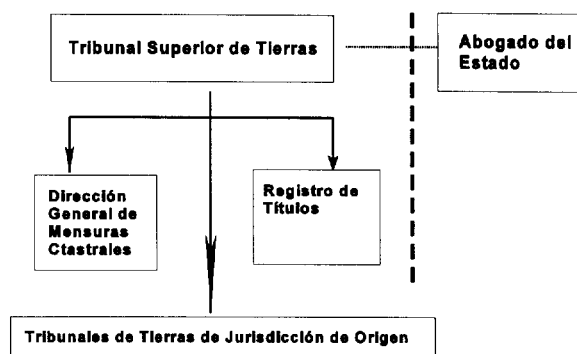 Tribunal Superior de Tierras
Abogado del
Estado
Dirección
General de
Mensuras
Ctastrales
Registro de
Títulos
Tribunales de Tierras de Jurisdicción de Origen